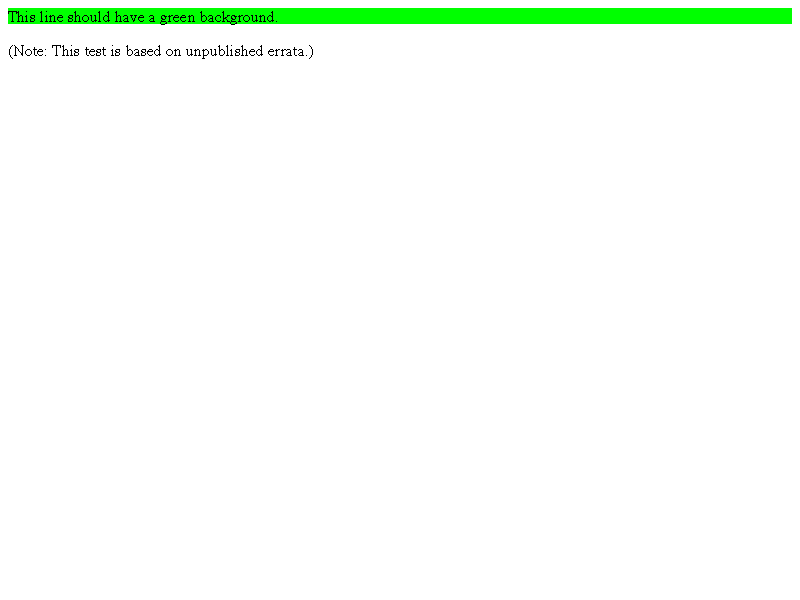 This line should have a green background.
(Note: This test is based on unpublished errata.)